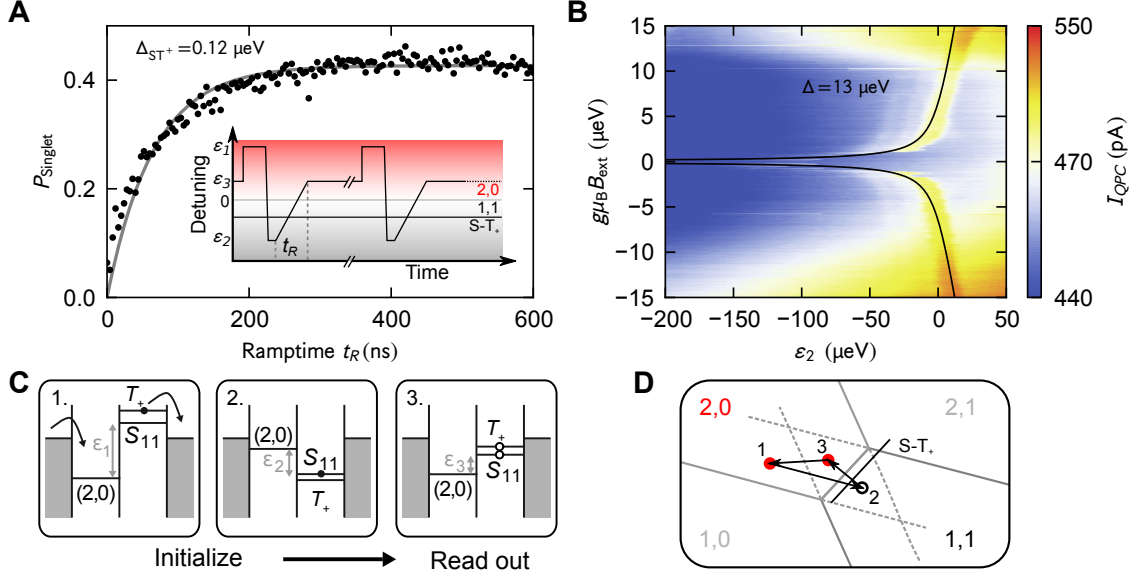 A
Δ_ST+ = 0.12 μeV
P_Singlet
0.4
0.2
0.0
0
200
400
600
Ramptime t_R (ns)
Detuning
ε₁
ε₃
0
ε₂
2,0
1,1
S-T₊
t_R
Time
B
gμ_B B_ext (μeV)
15
10
5
0
−5
−10
−15
Δ = 13 μeV
−200
−150
−100
−50
0
50
ε₂ (μeV)
550
470
440
I_QPC (pA)
C
1.
T₊
S₁₁
ε₁
(2,0)
2.
(2,0)
S₁₁
ε₂
T₊
3.
T₊
ε₃
S₁₁
(2,0)
Initialize
Read out
D
2,0
2,1
1
3
S-T₊
2
1,0
1,1